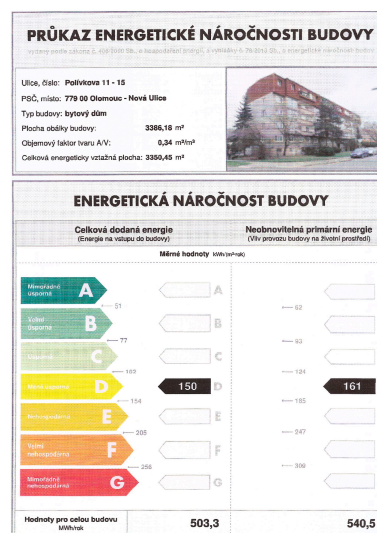 PRŮKAZ ENERGETICKÉ NÁROČNOSTI BUDOVY
Ulice, číslo: Polívkova 11 - 15
PSČ, místo: 779 00 Olomouc - Nová Ulice
Typ budovy: bytový dům
Plocha obálky budovy: 3386,18 m²
Objemový faktor tvaru A/V: 0,34 m²/m³
Celková energeticky vztažná plocha: 3350,45 m²
ENERGETICKÁ NÁROČNOST BUDOVY
Celková dodaná energie
(Energie na vstupu do budovy)
Neobnovitelná primární energie
(Vliv provozu budovy na životní prostředí)
Měrné hodnoty kWh/(m²·rok)
Mimořádně úsporná A A
51 62
Velmi úsporná B B
77 93
Úsporná C C
102 124
D 150 D 161
154 185
Nehospodárná E E
205 247
Velmi nehospodárná F F
256 309
Mimořádně nehospodárná G G
Hodnoty pro celou budovu
MWh/rok
503,3 540,5